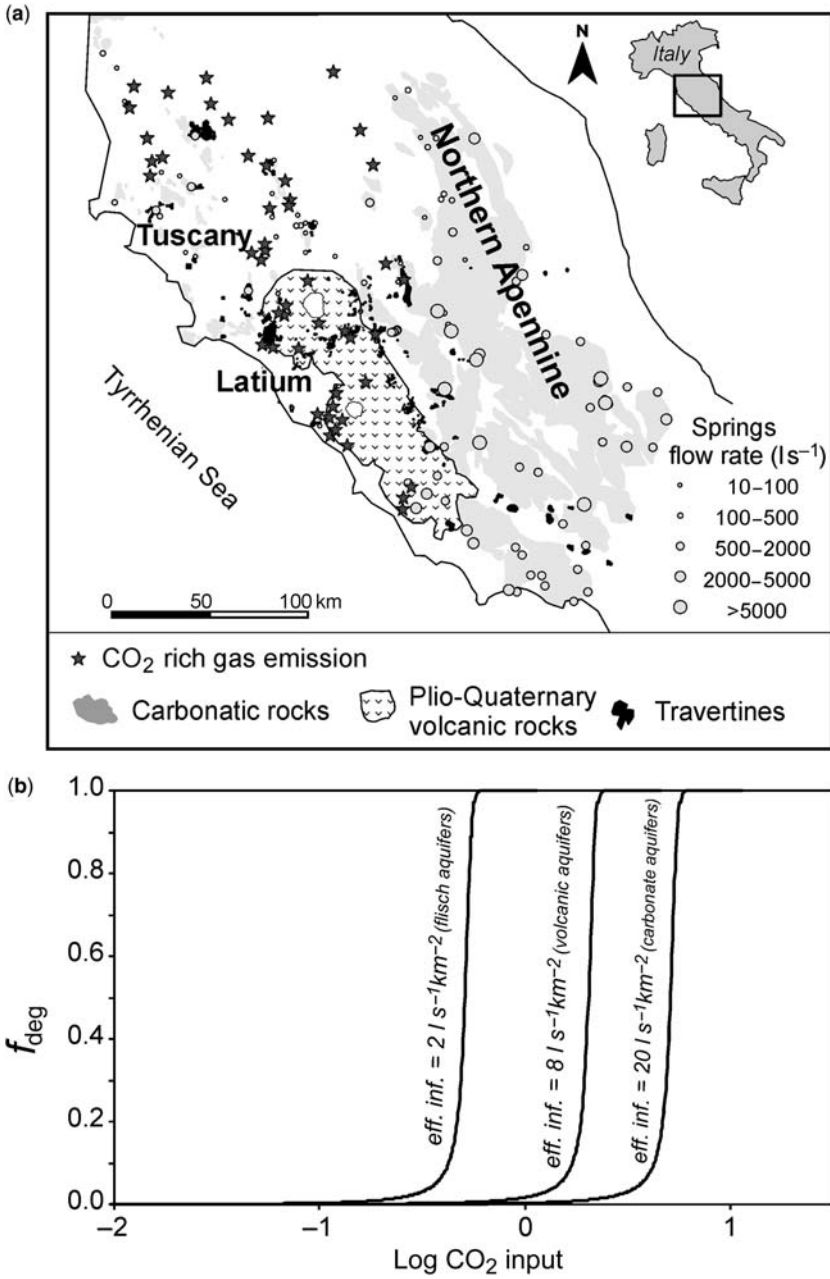 (a)
N
Italy
Northern Apennine
Tuscany
Latium
Tyrrhenian Sea
Springs
flow rate (l s−1)
10–100
100–500
500–2000
2000–5000
>5000
0 50 100 km
CO2 rich gas emission
Carbonatic rocks
Plio-Quaternary
volcanic rocks
Travertines
(b)
1.0
0.8
0.6
0.4
0.2
0.0
fdeg
eff. inf. = 2 l s−1km−2 (flisch aquifers)
eff. inf. = 8 l s−1km−2 (volcanic aquifers)
eff. inf. = 20 l s−1km−2 (carbonate aquifers)
−2 −1 0 1
Log CO2 input